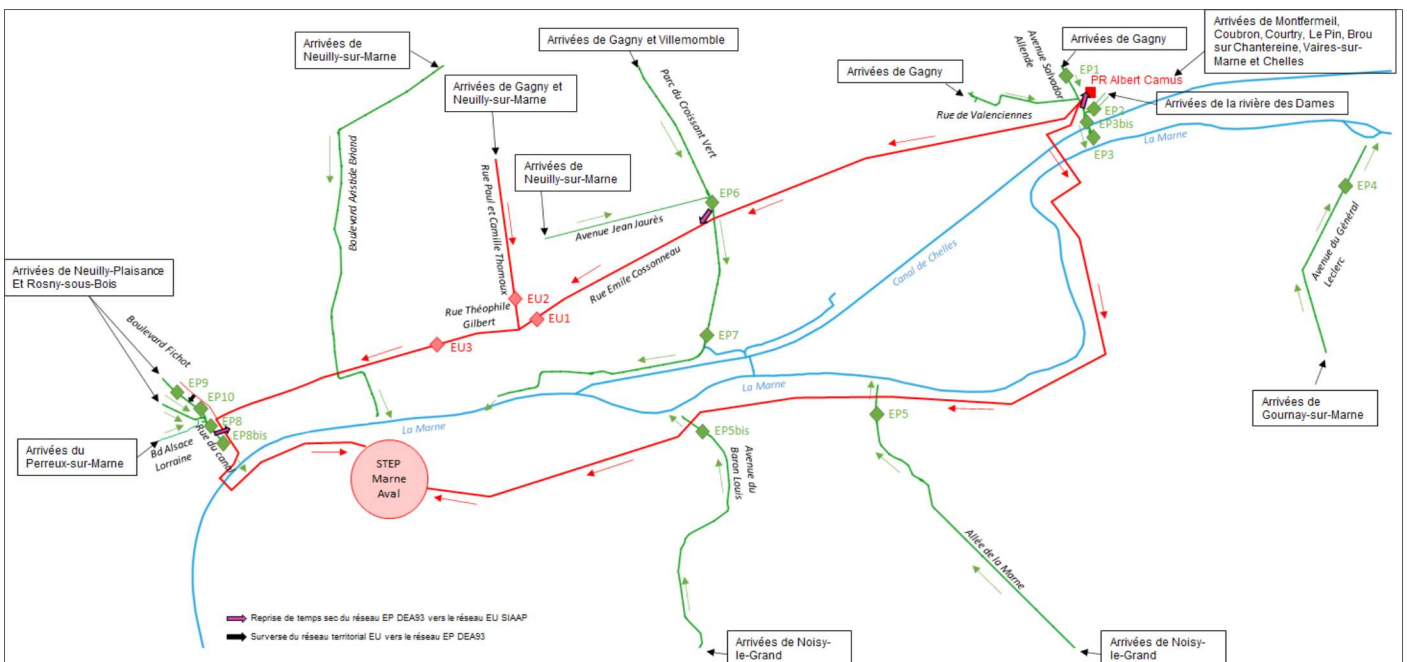 Arrivées de
Neuilly-sur-Marne
Arrivées de Gagny et Villemomble
Arrivées de Gagny
Arrivées de Montfermeil,
Coubron, Courtry, Le Pin, Brou
sur Chantereine, Vaires-sur-
Marne et Chelles
Arrivées de Gagny et
Neuilly-sur-Marne
Arrivées de Gagny
Avenue Salvador
Allende
EP1
PR Albert Camus
EP2
Arrivées de la rivière des Dames
EP3bis
EP3
Rue de Valenciennes
La Marne
Parc du Croissant Vert
Boulevard Aristide Briand
Rue Paul et Camille Thomoux
Arrivées de
Neuilly-sur-Marne
EP6
Avenue Jean Jaurès
EP4
Avenue du Général
Leclerc
Arrivées de Neuilly-Plaisance
Et Rosny-sous-Bois
Rue Emile Cossonneau
Canal de Chelles
EU2
Rue Théophile
Gilbert
EU1
EU3
EP7
Boulevard Fichot
EP9
EP10
EP8
EP8bis
La Marne
La Marne
EP5
EP5bis
Arrivées de
Gournay-sur-Marne
Arrivées du
Perreux-sur-Marne
Bd Alsace
Lorraine
Rue du canal
STEP
Marne
Aval
Avenue du
Baron Louis
Allée de la Marne
Reprise de temps sec du réseau EP DEA93 vers le réseau EU SIAAP
Surverse du réseau territorial EU vers le réseau EP DEA93
Arrivées de Noisy-
le-Grand
Arrivées de Noisy-
le-Grand